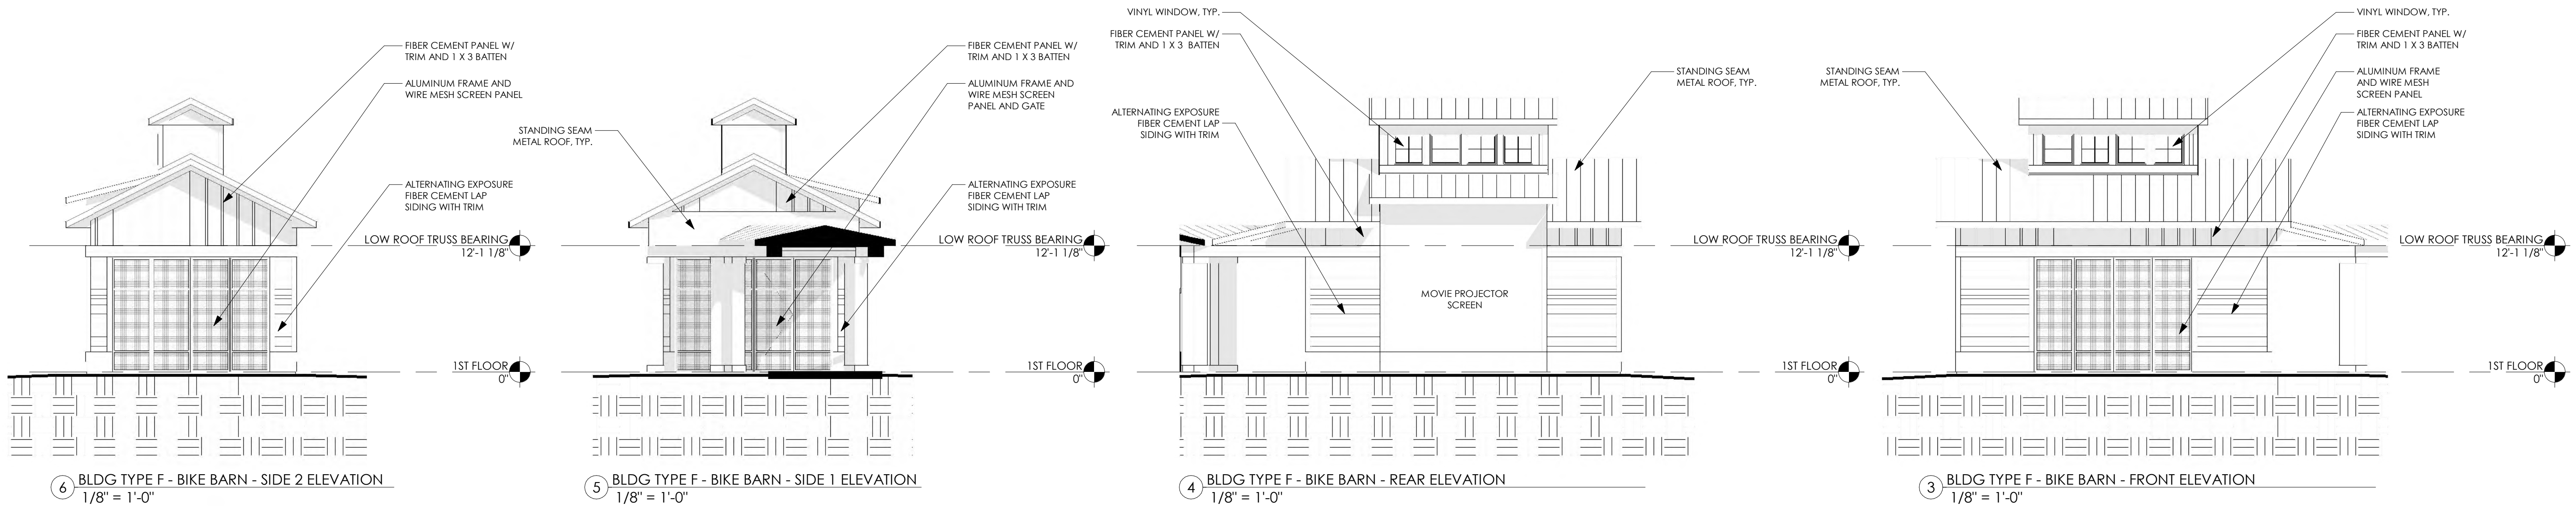 FIBER CEMENT PANEL W/
TRIM AND 1 X 3 BATTEN
ALUMINUM FRAME AND
WIRE MESH SCREEN PANEL
ALTERNATING EXPOSURE
FIBER CEMENT LAP
SIDING WITH TRIM
LOW ROOF TRUSS BEARING
12'-1 1/8"
1ST FLOOR
0"
6
BLDG TYPE F - BIKE BARN - SIDE 2 ELEVATION
1/8" = 1'-0"
STANDING SEAM
METAL ROOF, TYP.
FIBER CEMENT PANEL W/
TRIM AND 1 X 3 BATTEN
ALUMINUM FRAME AND
WIRE MESH SCREEN
PANEL AND GATE
ALTERNATING EXPOSURE
FIBER CEMENT LAP
SIDING WITH TRIM
LOW ROOF TRUSS BEARING
12'-1 1/8"
1ST FLOOR
0"
5
BLDG TYPE F - BIKE BARN - SIDE 1 ELEVATION
1/8" = 1'-0"
VINYL WINDOW, TYP.
FIBER CEMENT PANEL W/
TRIM AND 1 X 3 BATTEN
ALTERNATING EXPOSURE
FIBER CEMENT LAP
SIDING WITH TRIM
STANDING SEAM
METAL ROOF, TYP.
MOVIE PROJECTOR
SCREEN
LOW ROOF TRUSS BEARING
12'-1 1/8"
1ST FLOOR
0"
4
BLDG TYPE F - BIKE BARN - REAR ELEVATION
1/8" = 1'-0"
STANDING SEAM
METAL ROOF, TYP.
VINYL WINDOW, TYP.
FIBER CEMENT PANEL W/
TRIM AND 1 X 3 BATTEN
ALUMINUM FRAME
AND WIRE MESH
SCREEN PANEL
ALTERNATING EXPOSURE
FIBER CEMENT LAP
SIDING WITH TRIM
LOW ROOF TRUSS BEARING
12'-1 1/8"
1ST FLOOR
0"
3
BLDG TYPE F - BIKE BARN - FRONT ELEVATION
1/8" = 1'-0"